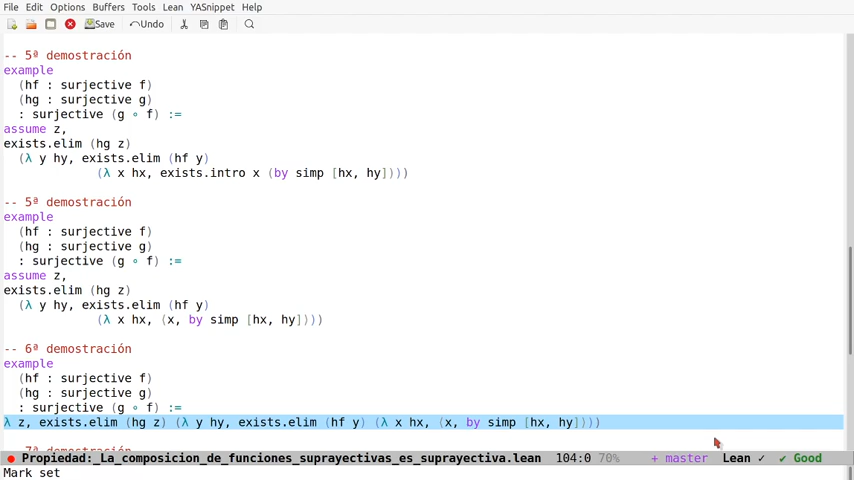 File Edit Options Buffers Tools Lean YASnippet Help
Save Undo
-- 5ª demostración
example
(hf : surjective f)
(hg : surjective g)
: surjective (g ∘ f) :=
assume z,
exists.elim (hg z)
(λ y hy, exists.elim (hf y)
(λ x hx, exists.intro x (by simp [hx, hy])))
-- 5ª demostración
example
(hf : surjective f)
(hg : surjective g)
: surjective (g ∘ f) :=
assume z,
exists.elim (hg z)
(λ y hy, exists.elim (hf y)
(λ x hx, ⟨x, by simp [hx, hy]⟩))
-- 6ª demostración
example
(hf : surjective f)
(hg : surjective g)
: surjective (g ∘ f) :=
λ z, exists.elim (hg z) (λ y hy, exists.elim (hf y) (λ x hx, ⟨x, by simp [hx, hy]⟩))
-- 7ª demostración
Propiedad:_La_composicion_de_funciones_suprayectivas_es_suprayectiva.lean 104:0 70% + master Lean ✓ ✔ Good
Mark set